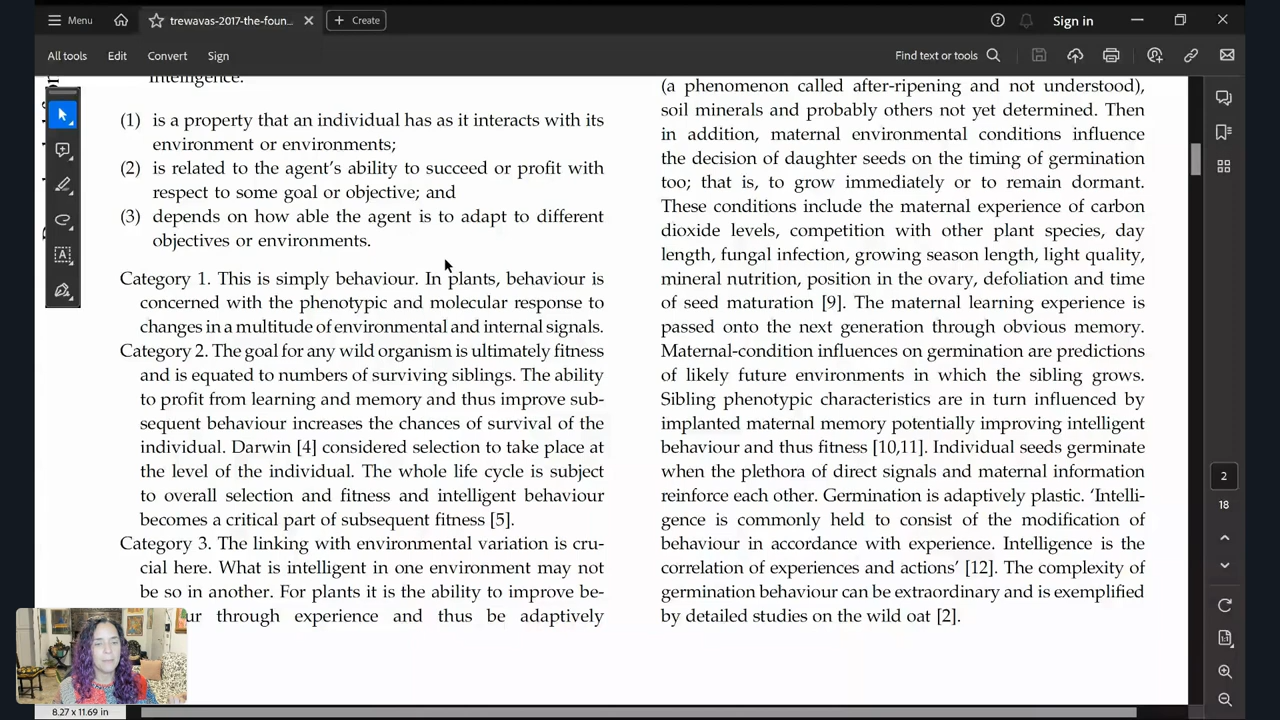 Menu
trewavas-2017-the-foun...
Create
Sign in
All tools
Edit
Convert
Sign
Find text or tools
Intelligence:
(1) is a property that an individual has as it interacts with its
environment or environments;
(2) is related to the agent's ability to succeed or profit with
respect to some goal or objective; and
(3) depends on how able the agent is to adapt to different
objectives or environments.
Category 1. This is simply behaviour. In plants, behaviour is
concerned with the phenotypic and molecular response to
changes in a multitude of environmental and internal signals.
Category 2. The goal for any wild organism is ultimately fitness
and is equated to numbers of surviving siblings. The ability
to profit from learning and memory and thus improve sub-
sequent behaviour increases the chances of survival of the
individual. Darwin [4] considered selection to take place at
the level of the individual. The whole life cycle is subject
to overall selection and fitness and intelligent behaviour
becomes a critical part of subsequent fitness [5].
Category 3. The linking with environmental variation is cru-
cial here. What is intelligent in one environment may not
be so in another. For plants it is the ability to improve be-
ur through experience and thus be adaptively
(a phenomenon called after-ripening and not understood),
soil minerals and probably others not yet determined. Then
in addition, maternal environmental conditions influence
the decision of daughter seeds on the timing of germination
too; that is, to grow immediately or to remain dormant.
These conditions include the maternal experience of carbon
dioxide levels, competition with other plant species, day
length, fungal infection, growing season length, light quality,
mineral nutrition, position in the ovary, defoliation and time
of seed maturation [9]. The maternal learning experience is
passed onto the next generation through obvious memory.
Maternal-condition influences on germination are predictions
of likely future environments in which the sibling grows.
Sibling phenotypic characteristics are in turn influenced by
implanted maternal memory potentially improving intelligent
behaviour and thus fitness [10,11]. Individual seeds germinate
when the plethora of direct signals and maternal information
reinforce each other. Germination is adaptively plastic. 'Intelli-
gence is commonly held to consist of the modification of
behaviour in accordance with experience. Intelligence is the
correlation of experiences and actions' [12]. The complexity of
germination behaviour can be extraordinary and is exemplified
by detailed studies on the wild oat [2].
2
18
8.27 x 11.69 in